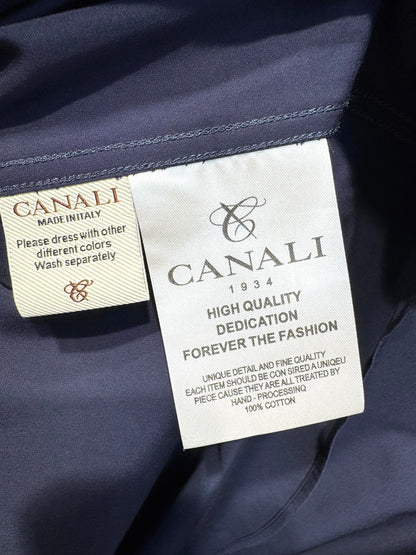 CANALI
MADE IN ITALY
Please dress with other
different colors
Wash separately
CANALI
1934
HIGH QUALITY
DEDICATION
FOREVER THE FASHION
UNIQUE DETAIL AND FINE QUALITY
EACH ITEM SHOULD BE CON SIRED A UNIQEU
PIECE CAUSE THEY ARE ALL TREATED BY
HAND - PROCESSINQ
100% COTTON